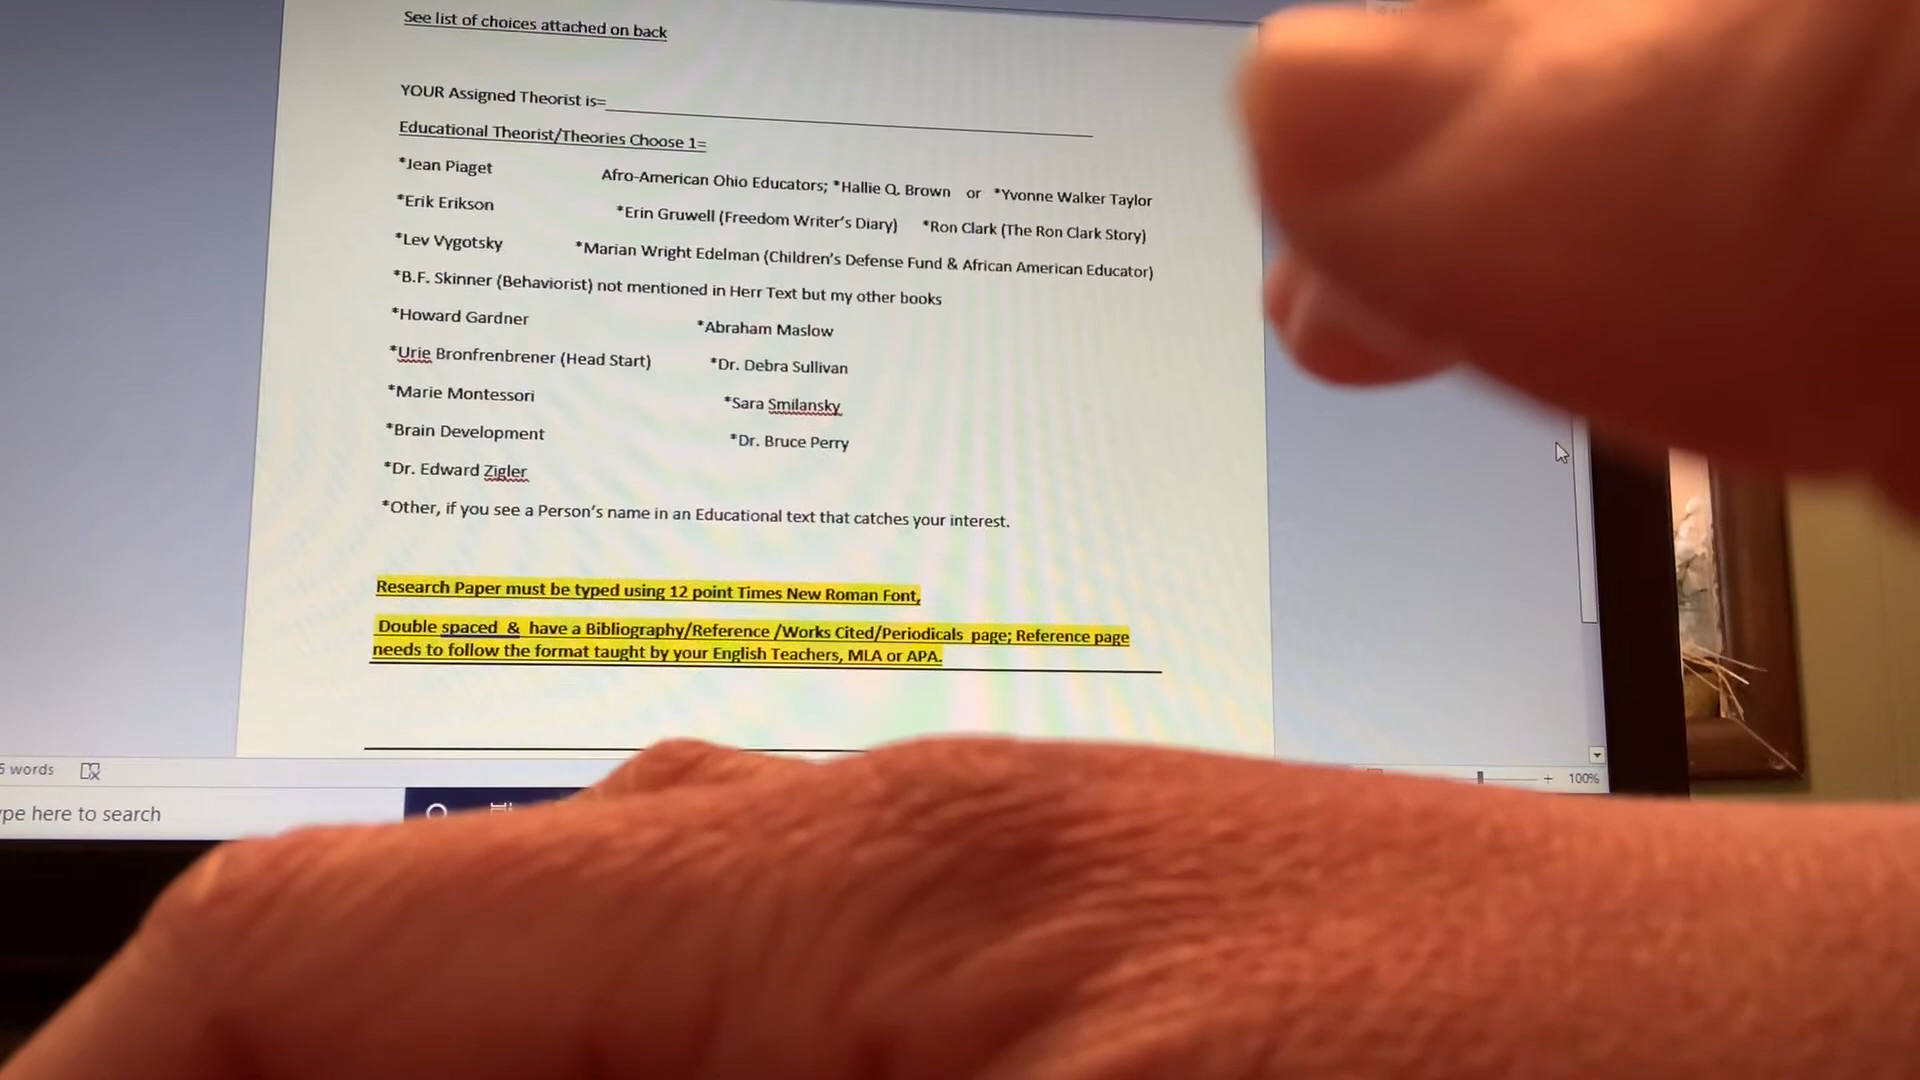 See list of choices attached on back
YOUR Assigned Theorist is=
Educational Theorist/Theories Choose 1=
*Jean Piaget Afro-American Ohio Educators; *Hallie Q. Brown or *Yvonne Walker Taylor
*Erik Erikson *Erin Gruwell (Freedom Writer's Diary) *Ron Clark (The Ron Clark Story)
*Lev Vygotsky *Marian Wright Edelman (Children's Defense Fund & African American Educator)
*B.F. Skinner (Behaviorist) not mentioned in Herr Text but my other books
*Howard Gardner *Abraham Maslow
*Urie Bronfrenbrener (Head Start) *Dr. Debra Sullivan
*Marie Montessori *Sara Smilansky
*Brain Development *Dr. Bruce Perry
*Dr. Edward Zigler
*Other, if you see a Person's name in an Educational text that catches your interest.
Research Paper must be typed using 12 point Times New Roman Font,
Double spaced & have a Bibliography/Reference /Works Cited/Periodicals page; Reference page
needs to follow the format taught by your English Teachers, MLA or APA.
5 words
100%
pe here to search